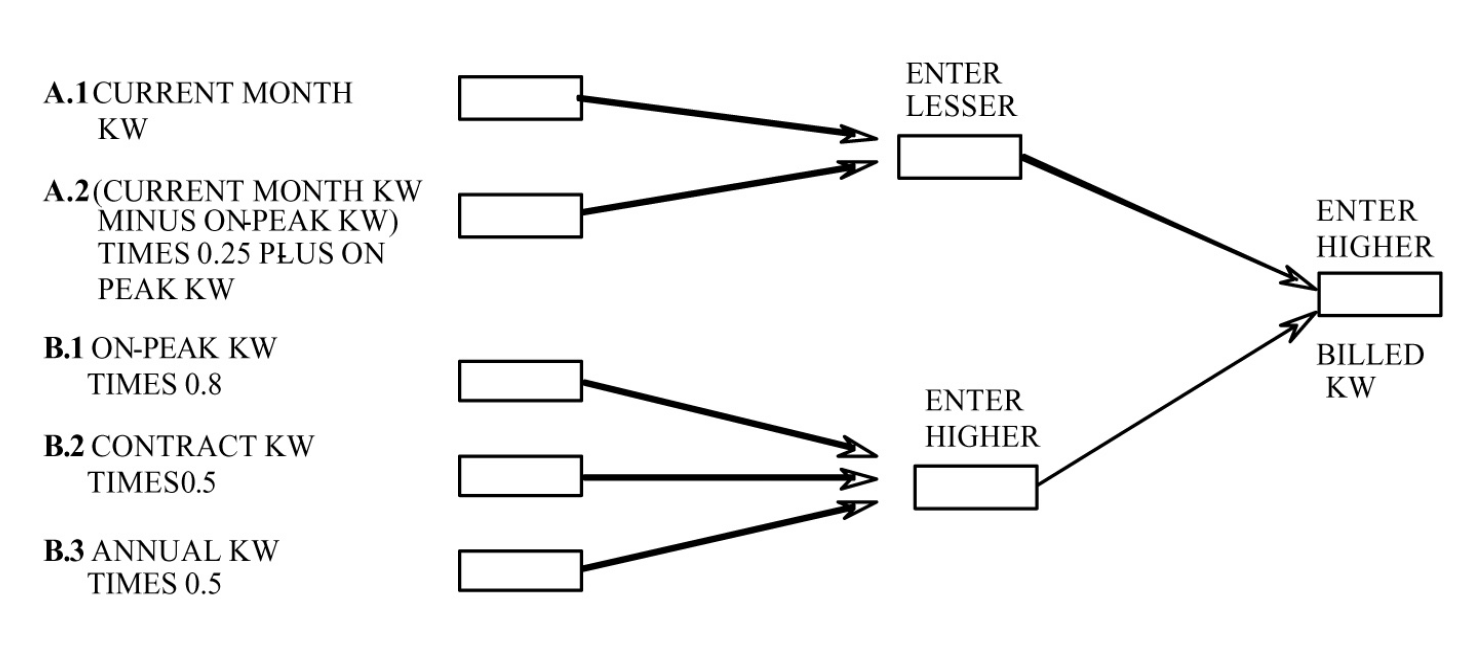 A.1 CURRENT MONTH
KW
A.2 (CURRENT MONTH KW
MINUS ON-PEAK KW)
TIMES 0.25 PLUS ON
PEAK KW
B.1 ON-PEAK KW
TIMES 0.8
B.2 CONTRACT KW
TIMES0.5
B.3 ANNUAL KW
TIMES 0.5
ENTER
LESSER
ENTER
HIGHER
ENTER
HIGHER
BILLED
KW